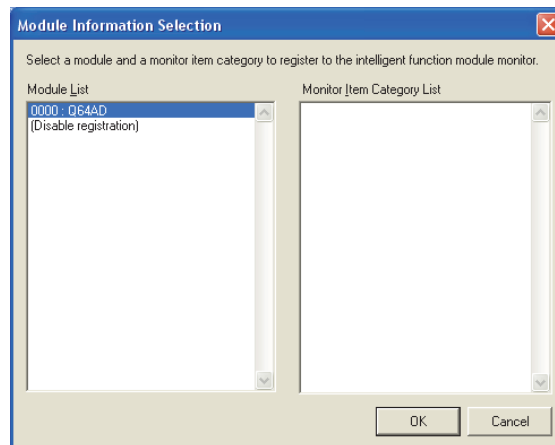 Module Information Selection
Select a module and a monitor item category to register to the intelligent function module monitor.
Module List
Monitor Item Category List
0000 : Q64AD
(Disable registration)
OK
Cancel